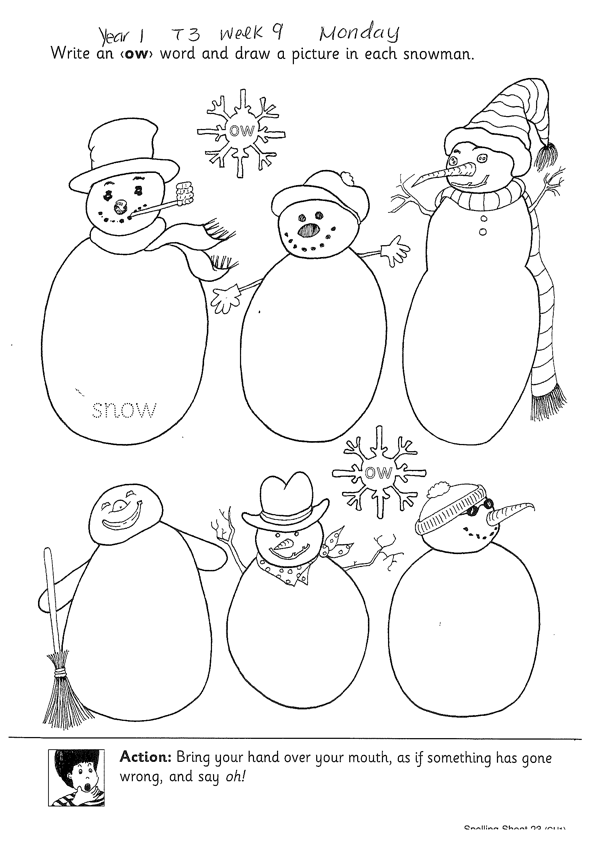 Year 1 T3 Week 9 Monday
Write an ‹ow› word and draw a picture in each snowman.
ow
snow
ow
Action: Bring your hand over your mouth, as if something has gone
wrong, and say oh!
Spelling Sheet 23